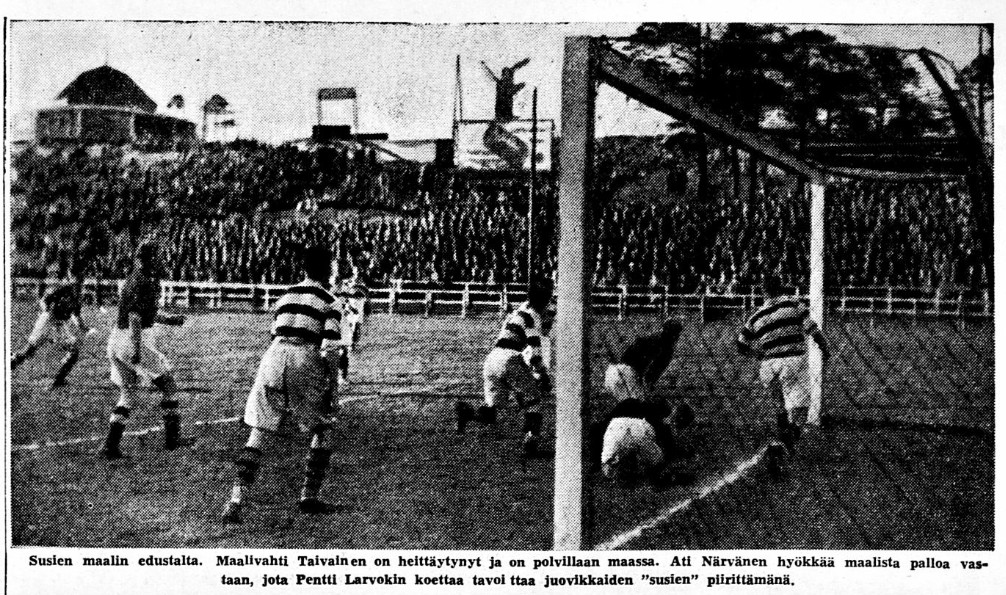 Susien maalin edustalta. Maalivahti Taivainen on heittäytynyt ja on polvillaan maassa. Ati Närvänen hyökkää maalista palloa vas-
taan, jota Pentti Larvokin koettaa tavoi ttaa juovikkaiden "susien" piirittämänä.